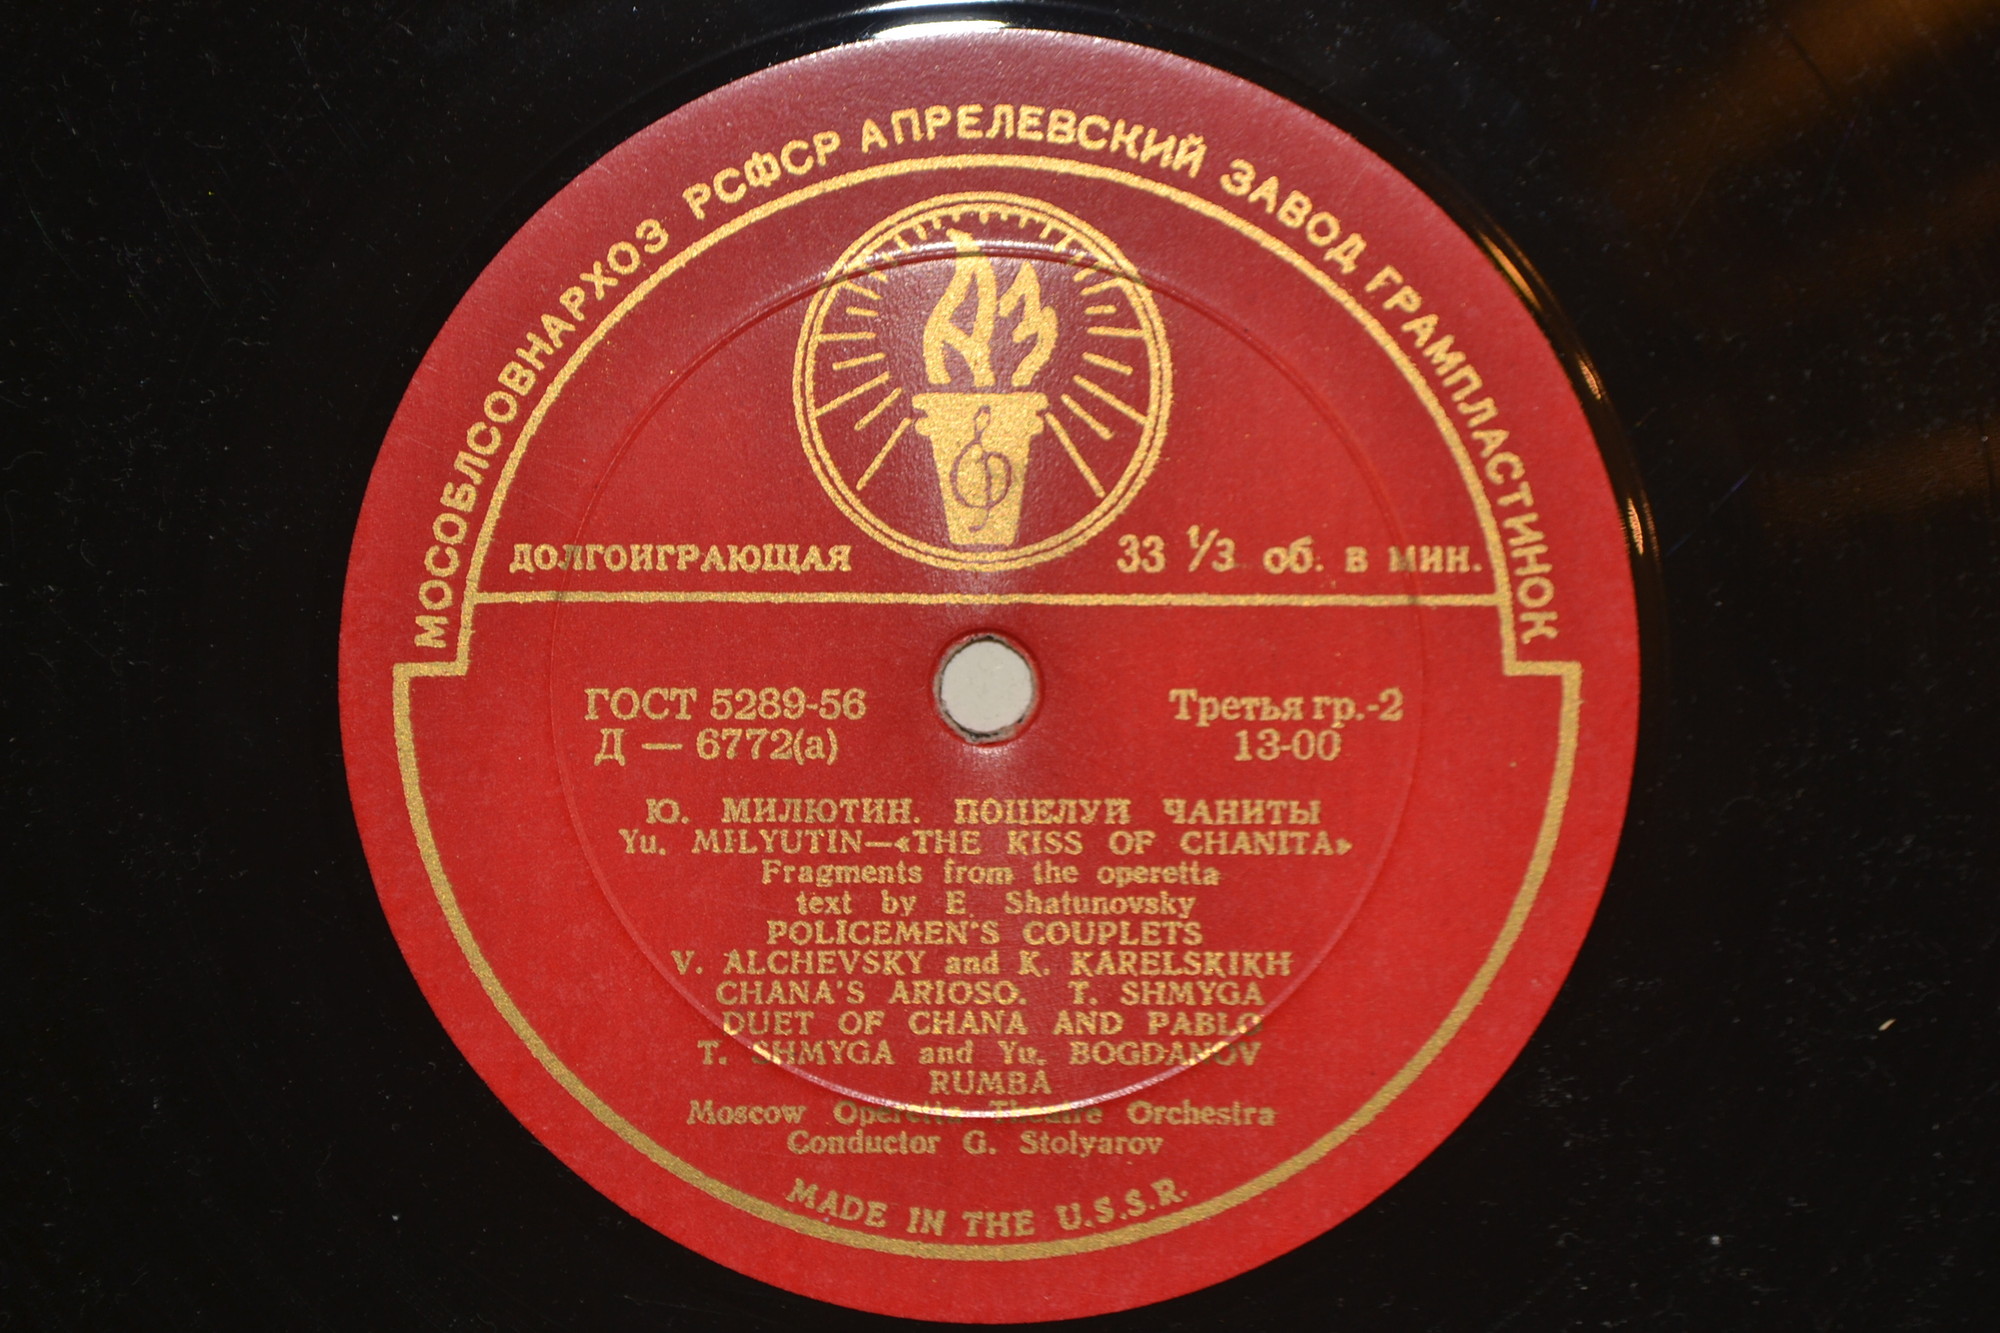 МОСОБЛСОВНАРХОЗ РСФСР АПРЕЛЕВСКИЙ ЗАВОД ГРАМПЛАСТИНОК
АЗ
ДОЛГОИГРАЮЩАЯ 33 1/3 об. в мин.
ГОСТ 5289-56 Третья гр.-2
Д — 6772(а) 13-00
Ю. МИЛЮТИН. ПОЦЕЛУЙ ЧАНИТЫ
Yu. MILYUTIN—«THE KISS OF CHANITA»
Fragments from the operetta
text by E. Shatunovsky
POLICEMEN'S COUPLETS
V. ALCHEVSKY and K. KARELSKIKH
CHANA'S ARIOSO. T. SHMYGA
DUET OF CHANA AND PABLO
T. SHMYGA and Yu. BOGDANOV
RUMBA
Moscow Operetta Theatre Orchestra
Conductor G. Stolyarov
MADE IN THE U.S.S.R.